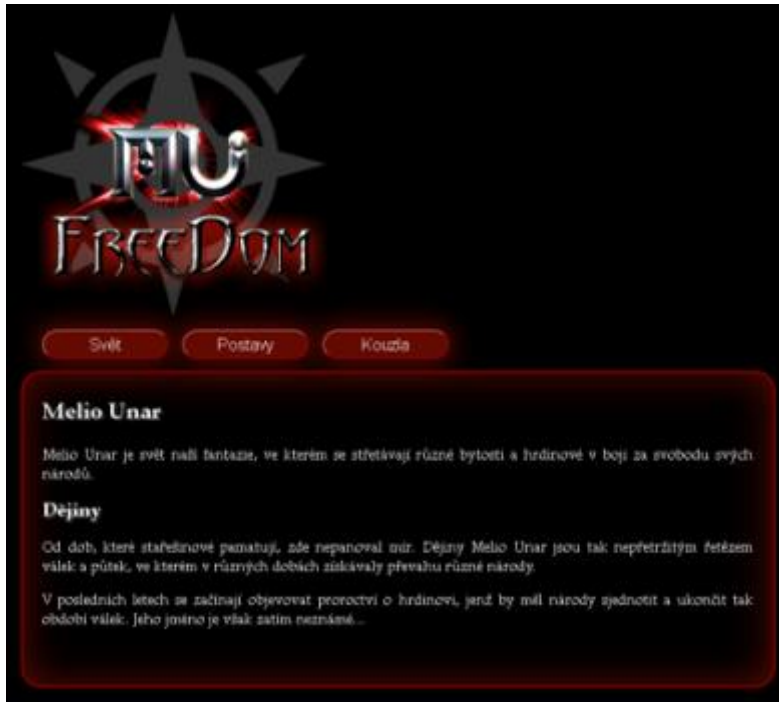 MU
FREEDOM
Svět Postavy Kouzla
Melio Unar
Melio Unar je svět naší fantazie, ve kterém se střetávají různé bytosti a hrdinové v boji za svobodu svých
národů.
Dějiny
Od dob, které stařešinové pamatují, zde nepanoval mír. Dějiny Melio Unar jsou tak nepřetržitým řetězem
válek a půtek, ve kterém v různých dobách získávaly převahu různé národy.
V posledních letech se začínají objevovat proroctví o hrdinovi, jenž by měl národy sjednotit a ukončit tak
období válek. Jeho jméno je však zatím neznámé...